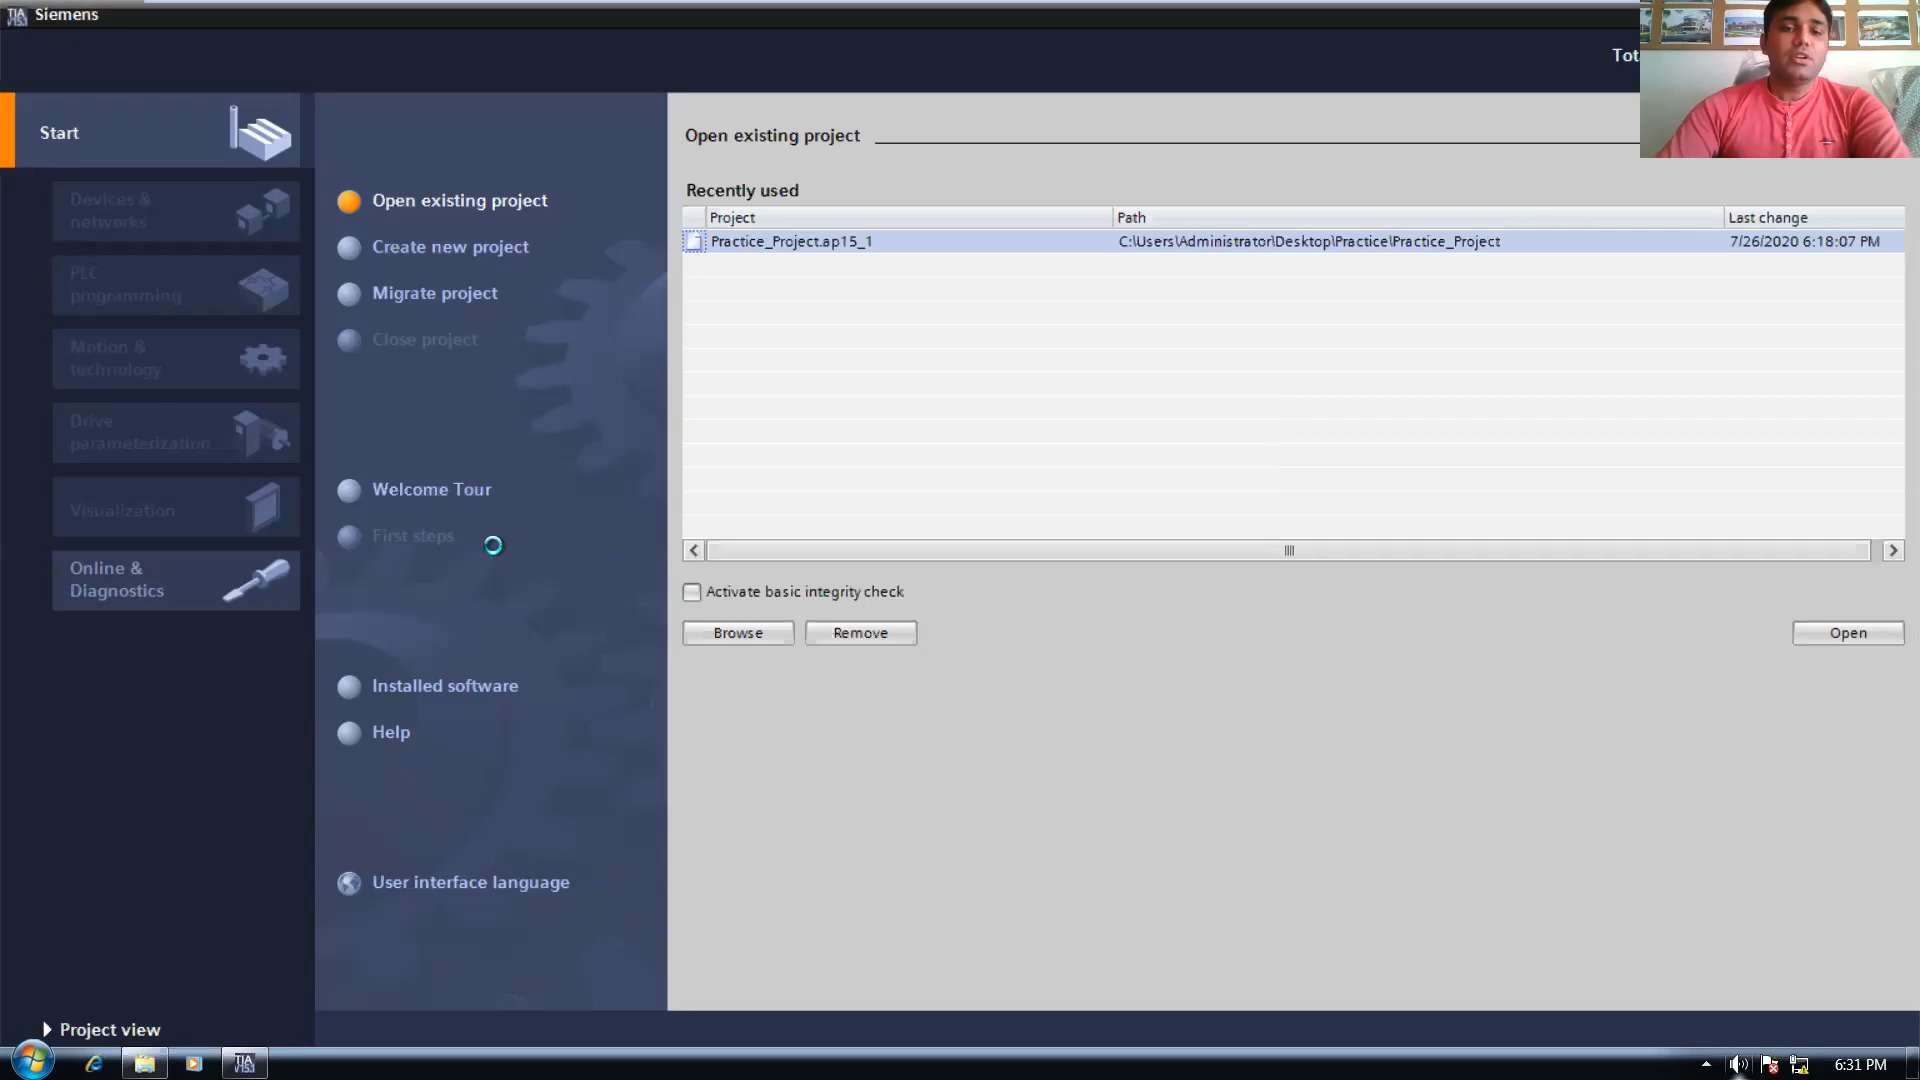 Siemens
Tot
Start
Devices &
networks
PLC
programming
Motion &
technology
Drive
parameterization
Visualization
Online &
Diagnostics
Open existing project
Create new project
Migrate project
Close project
Welcome Tour
First steps
Installed software
Help
User interface language
Open existing project
Recently used
Project Path Last change
Practice_Project.ap15_1 C:\Users\Administrator\Desktop\Practice\Practice_Project 7/26/2020 6:18:07 PM
Activate basic integrity check
Browse Remove Open
Project view
TIA
V15.1
6:31 PM